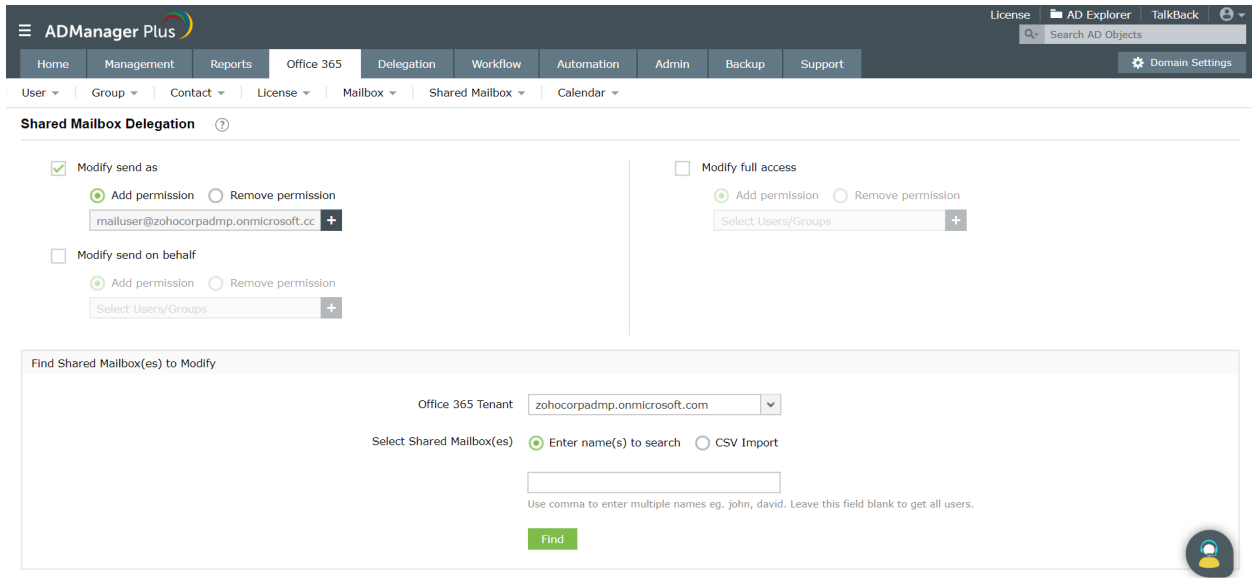 License AD Explorer TalkBack
ADManager Plus
Search AD Objects
Home Management Reports Office 365 Delegation Workflow Automation Admin Backup Support Domain Settings
User Group Contact License Mailbox Shared Mailbox Calendar
Shared Mailbox Delegation ?
Modify send as
Add permission Remove permission
mailuser@zohocorpadmp.onmicrosoft.cc +
Modify send on behalf
Add permission Remove permission
Select Users/Groups +
Modify full access
Add permission Remove permission
Select Users/Groups +
Find Shared Mailbox(es) to Modify
Office 365 Tenant zohocorpadmp.onmicrosoft.com
Select Shared Mailbox(es) Enter name(s) to search CSV Import
Use comma to enter multiple names eg. john, david. Leave this field blank to get all users.
Find